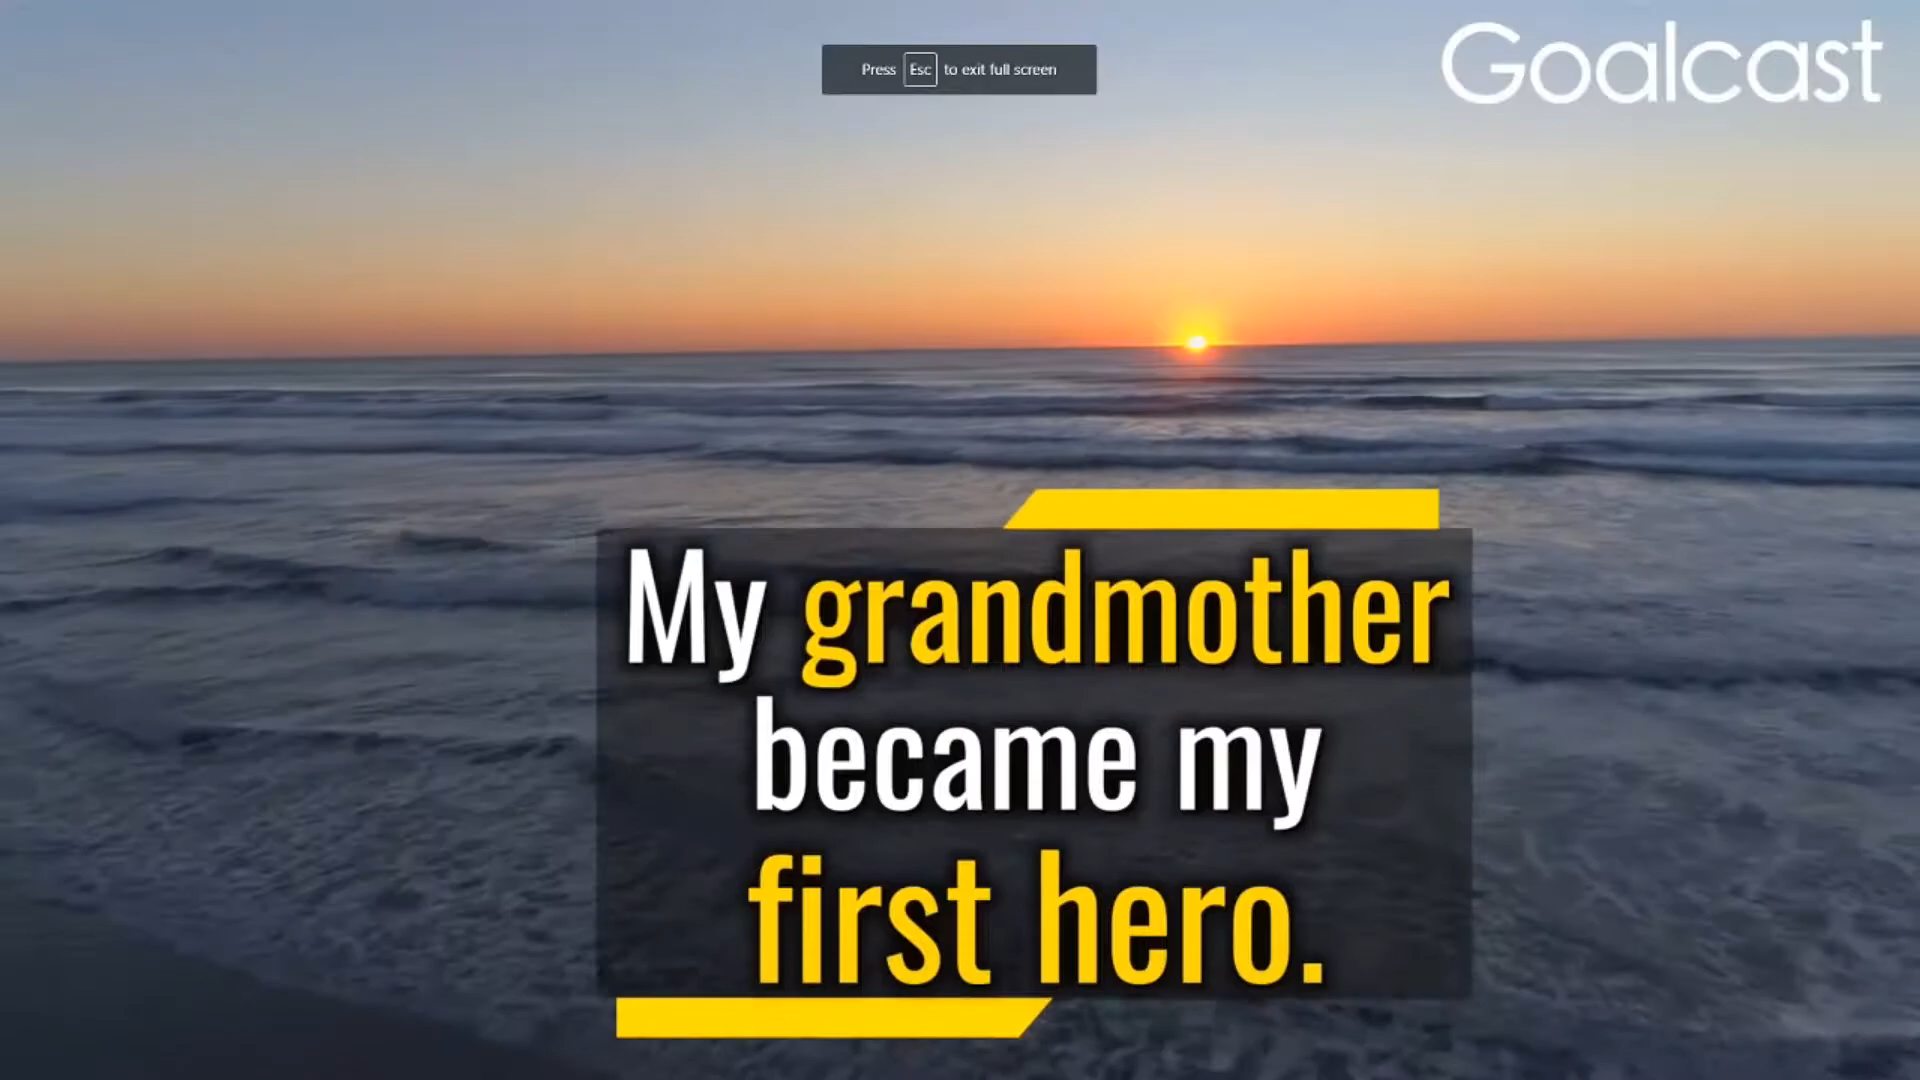 Goalcast
Press Esc to exit full screen
My grandmother
became my
first hero.